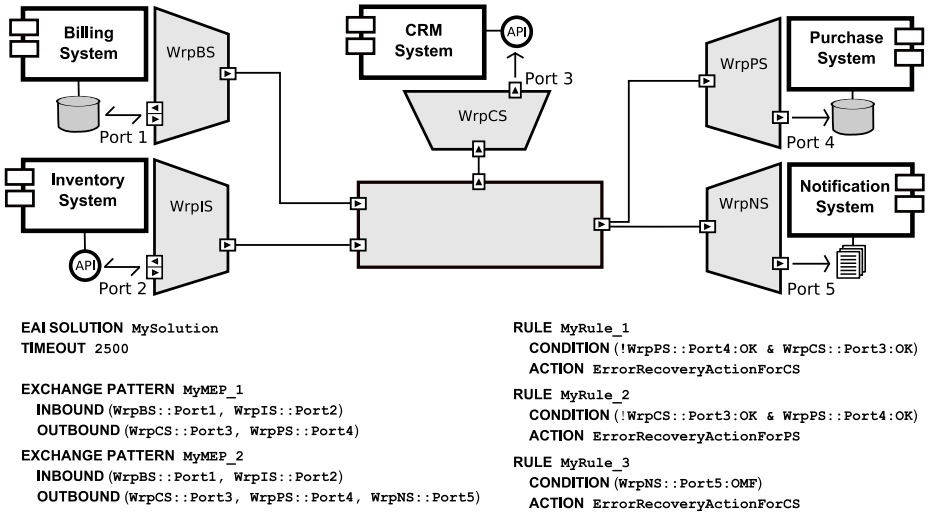 Billing
System
WrpBS
Port 1
CRM
System
API
Port 3
WrpCS
WrpPS
Purchase
System
Port 4
Inventory
System
WrpIS
API
Port 2
WrpNS
Notification
System
Port 5
EAI SOLUTION MySolution
TIMEOUT 2500
EXCHANGE PATTERN MyMEP_1
INBOUND (WrpBS::Port1, WrpIS::Port2)
OUTBOUND (WrpCS::Port3, WrpPS::Port4)
EXCHANGE PATTERN MyMEP_2
INBOUND (WrpBS::Port1, WrpIS::Port2)
OUTBOUND (WrpCS::Port3, WrpPS::Port4, WrpNS::Port5)
RULE MyRule_1
CONDITION (!WrpPS::Port4:OK & WrpCS::Port3:OK)
ACTION ErrorRecoveryActionForCS
RULE MyRule_2
CONDITION (!WrpCS::Port3:OK & WrpPS::Port4:OK)
ACTION ErrorRecoveryActionForPS
RULE MyRule_3
CONDITION (WrpNS::Port5:OMF)
ACTION ErrorRecoveryActionForCS